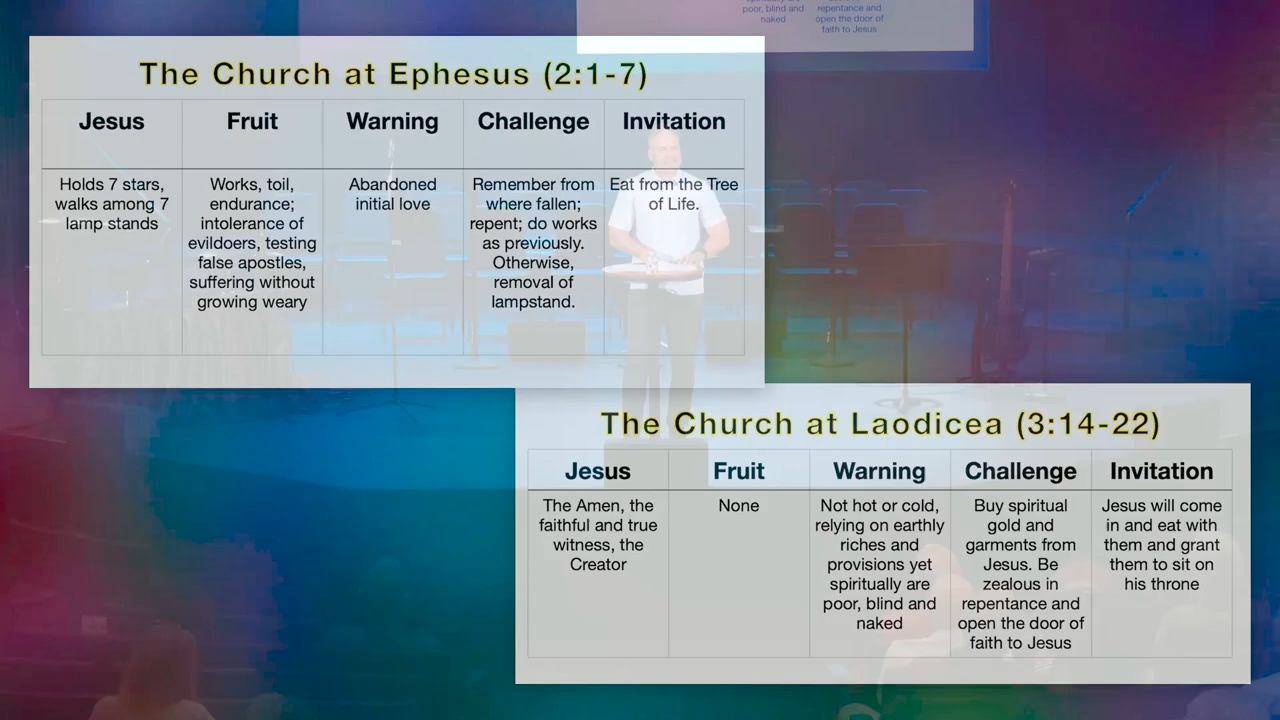 poor, blind and
naked
repentance and
open the door of
faith to Jesus
The Church at Ephesus (2:1-7)
Jesus
Fruit
Warning
Challenge
Invitation
Holds 7 stars,
walks among 7
lamp stands
Works, toil,
endurance;
intolerance of
evildoers, testing
false apostles,
suffering without
growing weary
Abandoned
initial love
Remember from
where fallen;
repent; do works
as previously.
Otherwise,
removal of
lampstand.
Eat from the Tree
of Life.
The Church at Laodicea (3:14-22)
Jesus
Fruit
Warning
Challenge
Invitation
The Amen, the
faithful and true
witness, the
Creator
None
Not hot or cold,
relying on earthly
riches and
provisions yet
spiritually are
poor, blind and
naked
Buy spiritual
gold and
garments from
Jesus. Be
zealous in
repentance and
open the door of
faith to Jesus
Jesus will come
in and eat with
them and grant
them to sit on
his throne